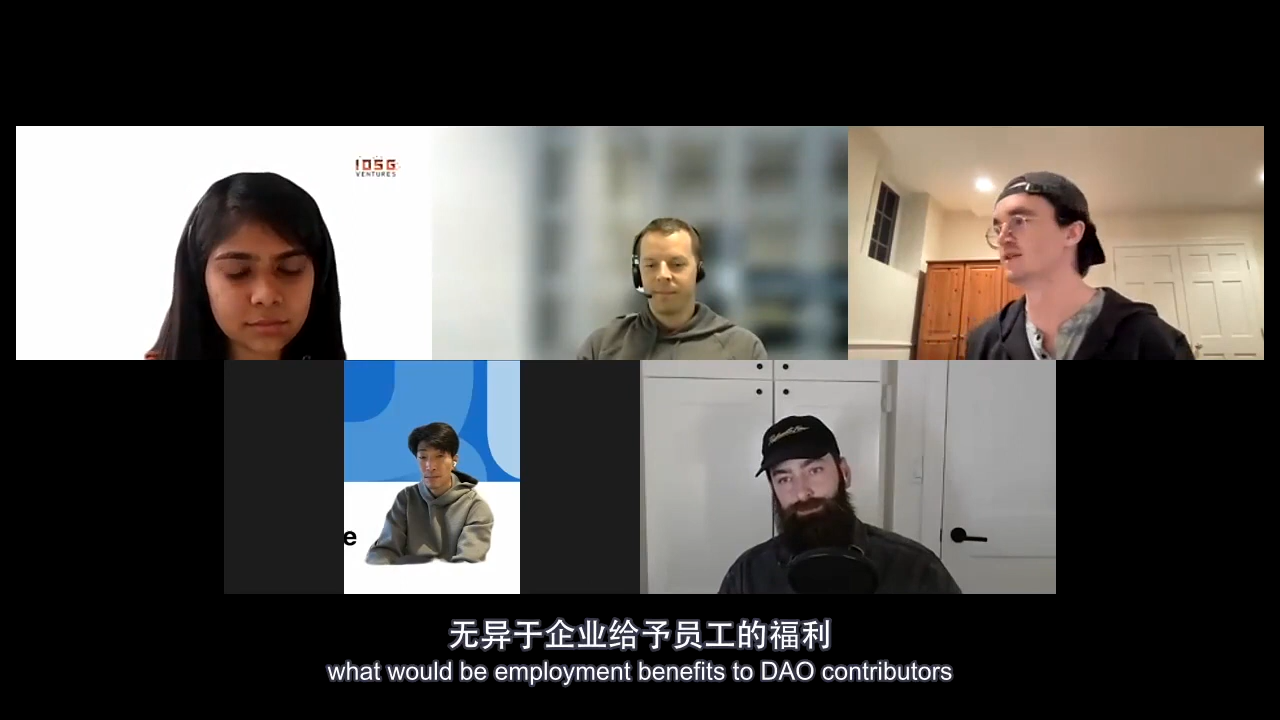 IOSG
VENTURES
e
无异于企业给予员工的福利
what would be employment benefits to DAO contributors